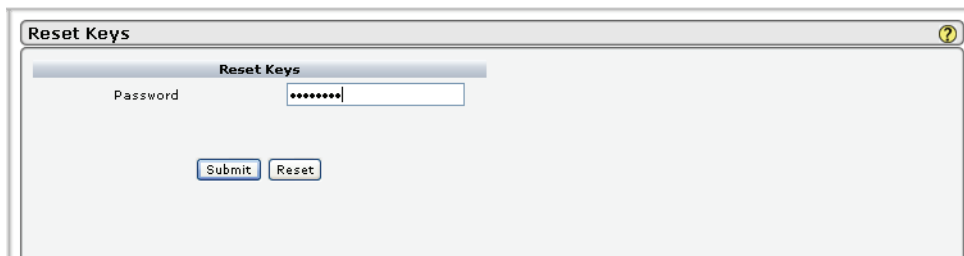 Reset Keys ?
Reset Keys
Password ••••••••
Submit Reset